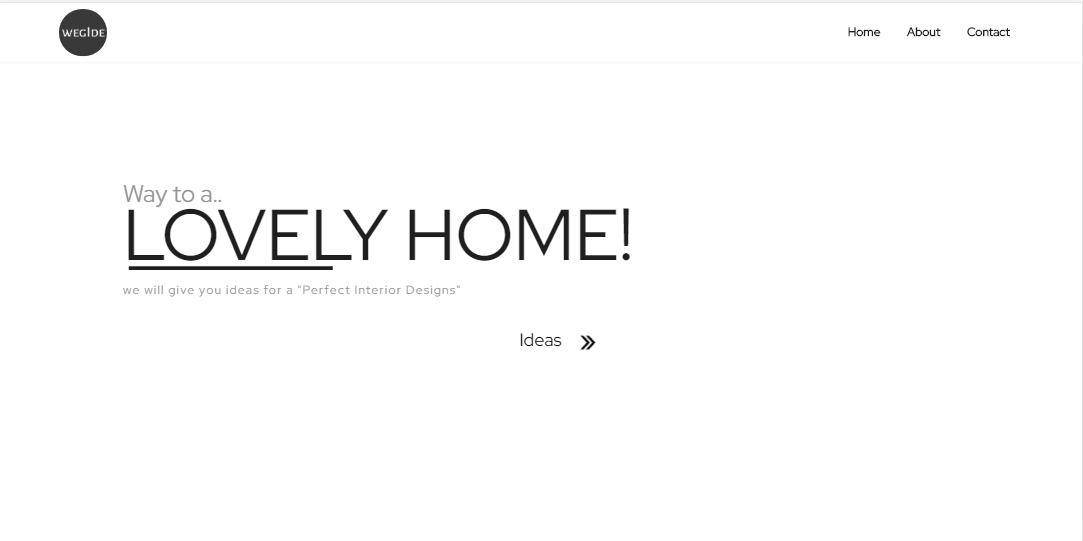 WEGIDE
Home About Contact
Way to a..
LOVELY HOME!
we will give you ideas for a "Perfect Interior Designs"
Ideas